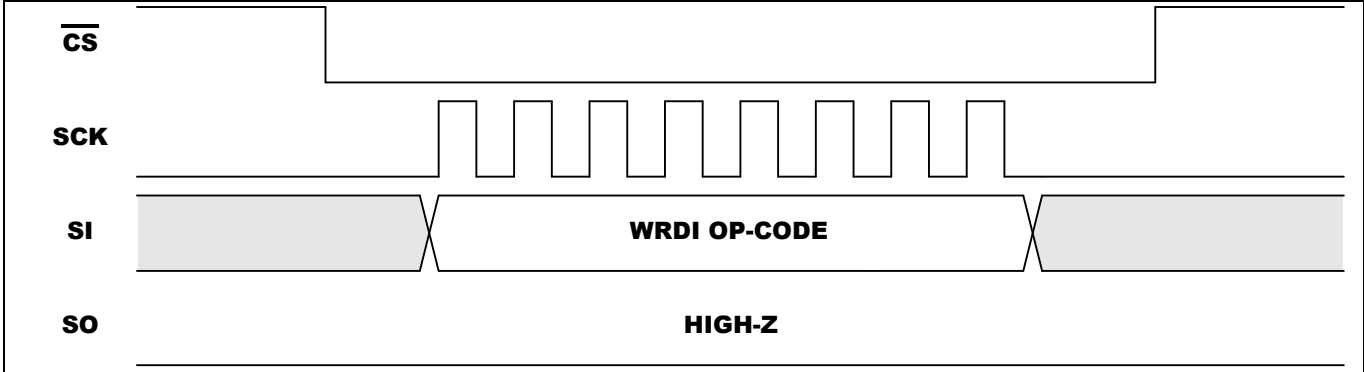 CS
SCK
SI
WRDI OP-CODE
SO
HIGH-Z